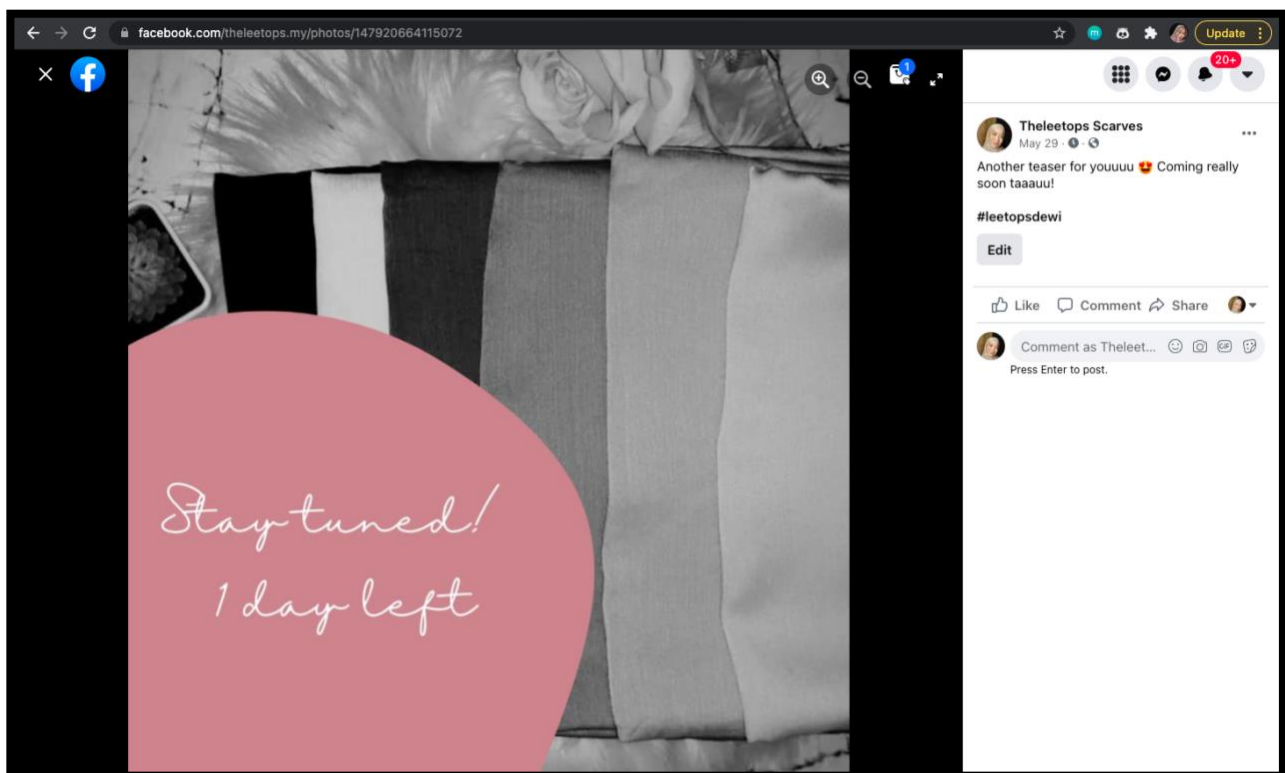 facebook.com/theleetops.my/photos/147920664115072
Update
1
20+
Theleetops Scarves
May 29
Another teaser for youuuu 😍 Coming really
soon taaauu!
#leetopsdewi
Edit
Like Comment Share
Comment as Theleet...
GIF
Press Enter to post.
Stay tuned!
1 day left